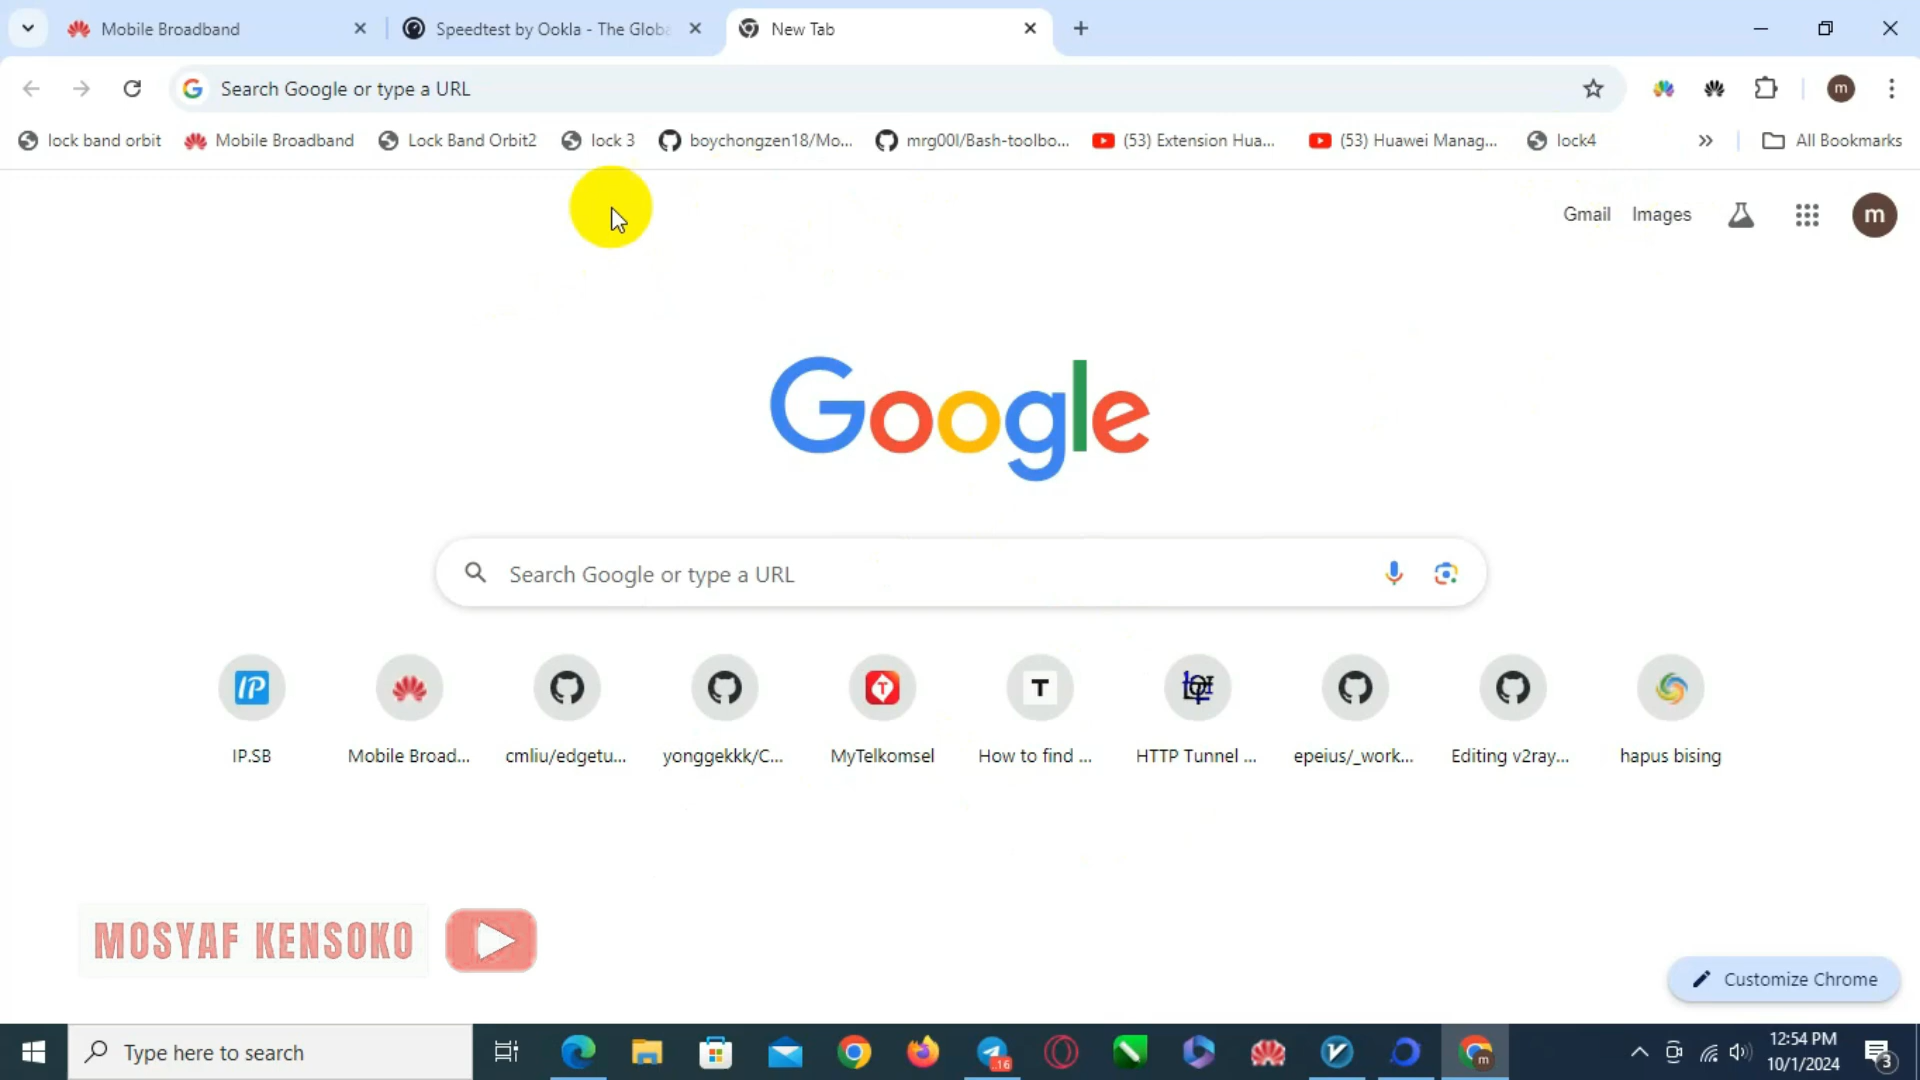 Mobile Broadband
Speedtest by Ookla - The Globa
New Tab
Search Google or type a URL
m
lock band orbit
Mobile Broadband
Lock Band Orbit2
lock 3
boychongzen18/Mo...
mrg00l/Bash-toolbo...
(53) Extension Hua...
(53) Huawei Manag...
lock4
All Bookmarks
Gmail
Images
m
Google
Search Google or type a URL
IP
IP.SB
Mobile Broad...
cmliu/edgetu...
yonggekkk/C...
MyTelkomsel
T
How to find ...
HTTP Tunnel ...
epeius/_work...
Editing v2ray...
hapus bising
MOSYAF KENSOKO
Customize Chrome
Type here to search
16
m
12:54 PM
10/1/2024
3